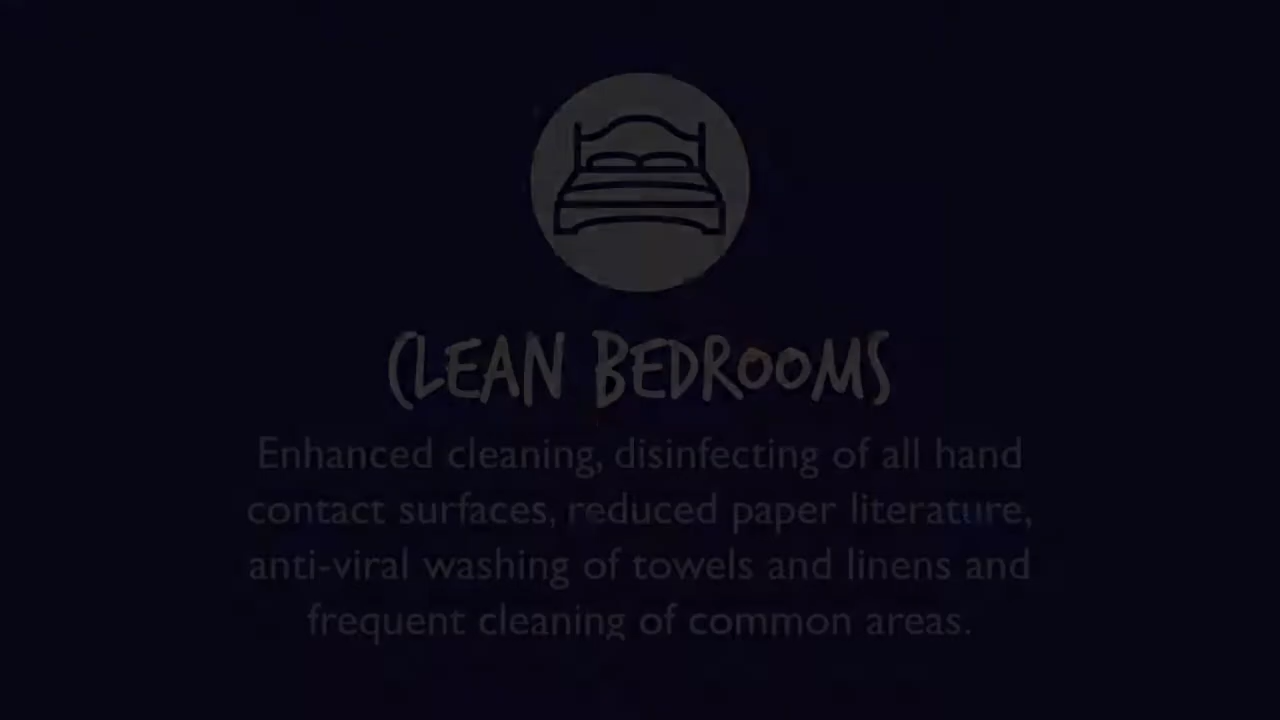 CLEAN BEDROOMS
Enhanced cleaning, disinfecting of all hand
contact surfaces, reduced paper literature,
anti-viral washing of towels and linens and
frequent cleaning of common areas.